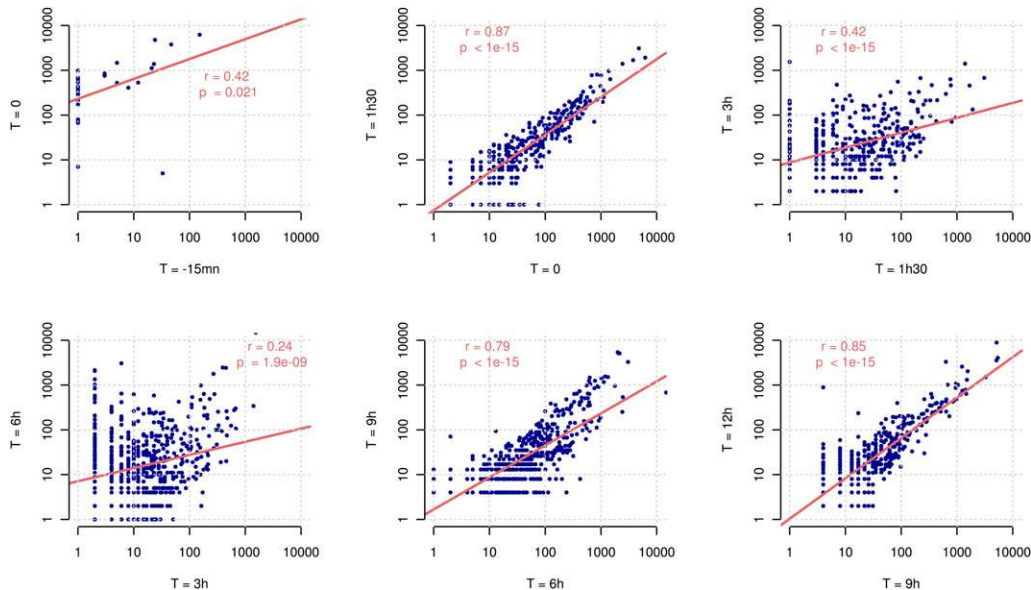 10000
1000
100
10
1
T = 0
r = 0.42
p = 0.021
1
10
100
1000
10000
T = -15mn
10000
1000
100
10
1
T = 1h30
r = 0.87
p < 1e-15
1
10
100
1000
10000
T = 0
10000
1000
100
10
1
T = 3h
r = 0.42
p < 1e-15
1
10
100
1000
10000
T = 1h30
10000
1000
100
10
1
T = 6h
r = 0.24
p = 1.9e-09
1
10
100
1000
10000
T = 3h
10000
1000
100
10
1
T = 9h
r = 0.79
p < 1e-15
1
10
100
1000
10000
T = 6h
10000
1000
100
10
1
T = 12h
r = 0.85
p < 1e-15
1
10
100
1000
10000
T = 9h